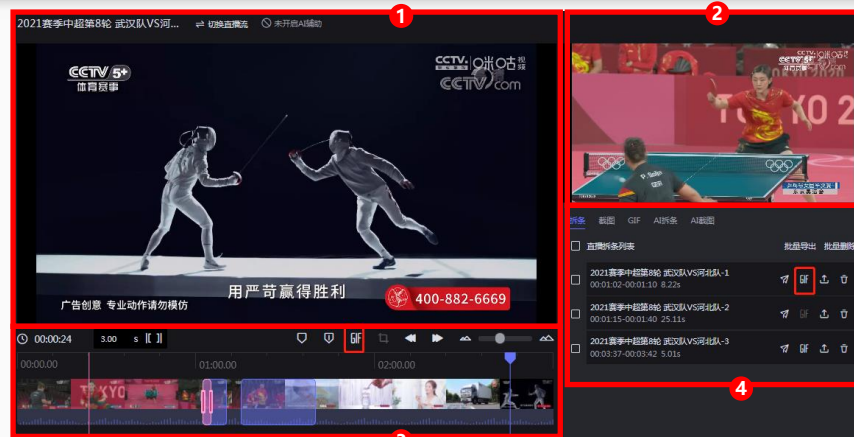 1
2021赛季中超第8轮 武汉队VS河... 切换直播流 未开启AI辅助
CCTV 5+
体育赛事
CCTV 咪咕视频
CCTV.com
用严苛赢得胜利
广告创意 专业动作请勿模仿
400-882-6669
2
CCTV 5+
TOKYO 2
拆条 截图 GIF AI拆条 AI截图
直播拆条列表 批量导出 批量删除
2021赛季中超第8轮 武汉队VS河北队-1
00:01:02-00:01:10 8.22s
GIF
2021赛季中超第8轮 武汉队VS河北队-2
00:01:15-00:01:40 25.11s
GIF
2021赛季中超第8轮 武汉队VS河北队-3
00:03:37-00:03:42 5.01s
GIF
4
00:00:24 3.00 s GIF
00:00.00 01:00.00 02:00.00
3